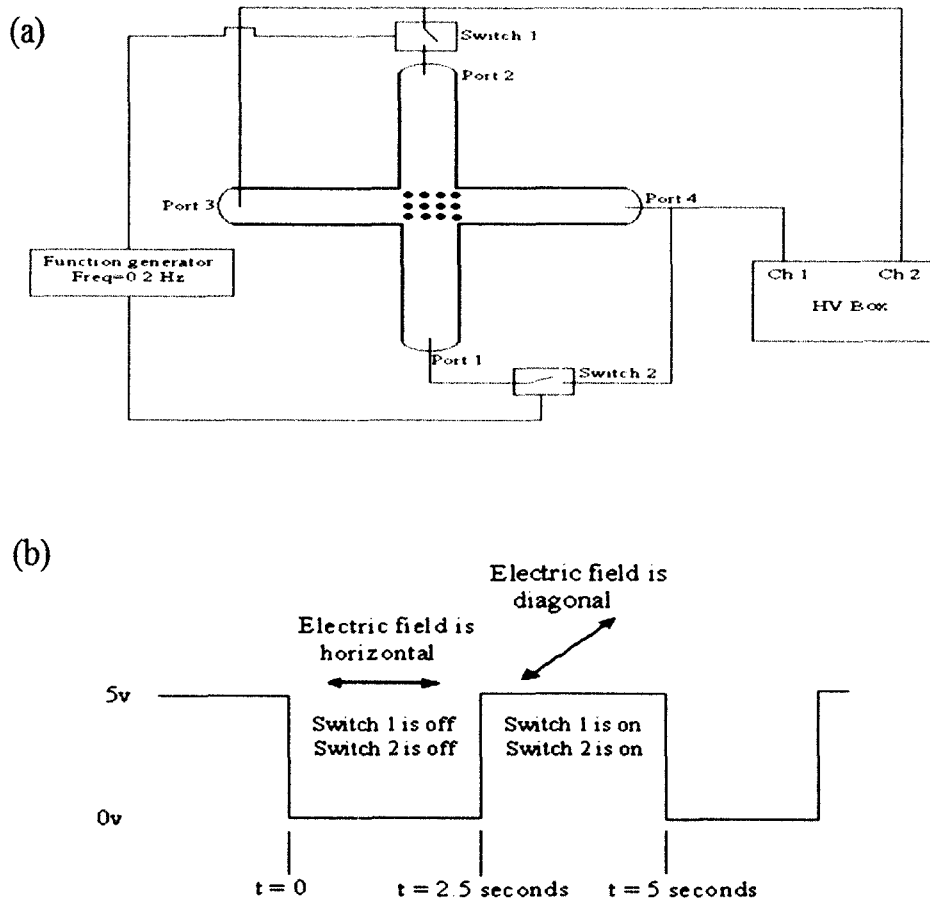 (a)
Switch 1
Port 2
Port 3
Port 4
Function generator
Freq=0.2 Hz
Ch 1
Ch 2
HV Box
Port 1
Switch 2
(b)
Electric field is
diagonal
Electric field is
horizontal
5v
Switch 1 is off
Switch 2 is off
Switch 1 is on
Switch 2 is on
0v
t = 0
t = 2.5 seconds
t = 5 seconds